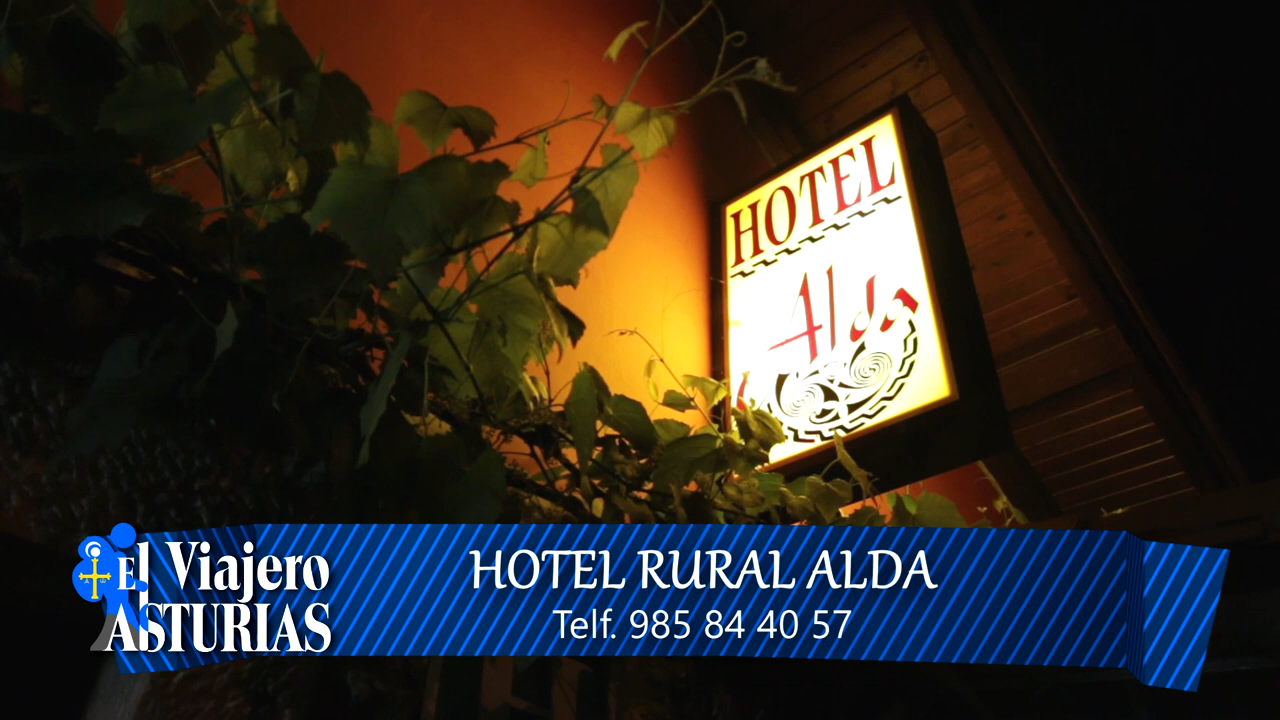 HOTEL
Alda
El Viajero
ASTURIAS
HOTEL RURAL ALDA
Telf. 985 84 40 57